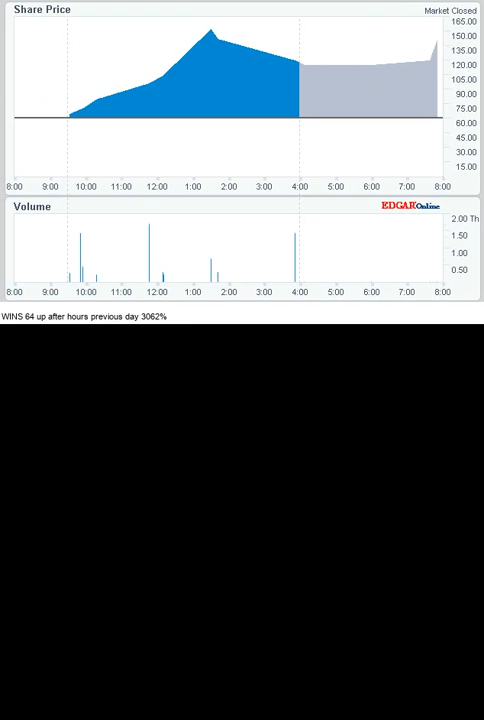 Share Price
Market Closed
165.00
150.00
135.00
120.00
105.00
90.00
75.00
60.00
45.00
30.00
15.00
8:00 9:00 10:00 11:00 12:00 1:00 2:00 3:00 4:00 5:00 6:00 7:00 8:00
Volume
EDGAR Online
2.00 Th
1.50
1.00
0.50
8:00 9:00 10:00 11:00 12:00 1:00 2:00 3:00 4:00 5:00 6:00 7:00 8:00
WINS 64 up after hours previous day 3062%